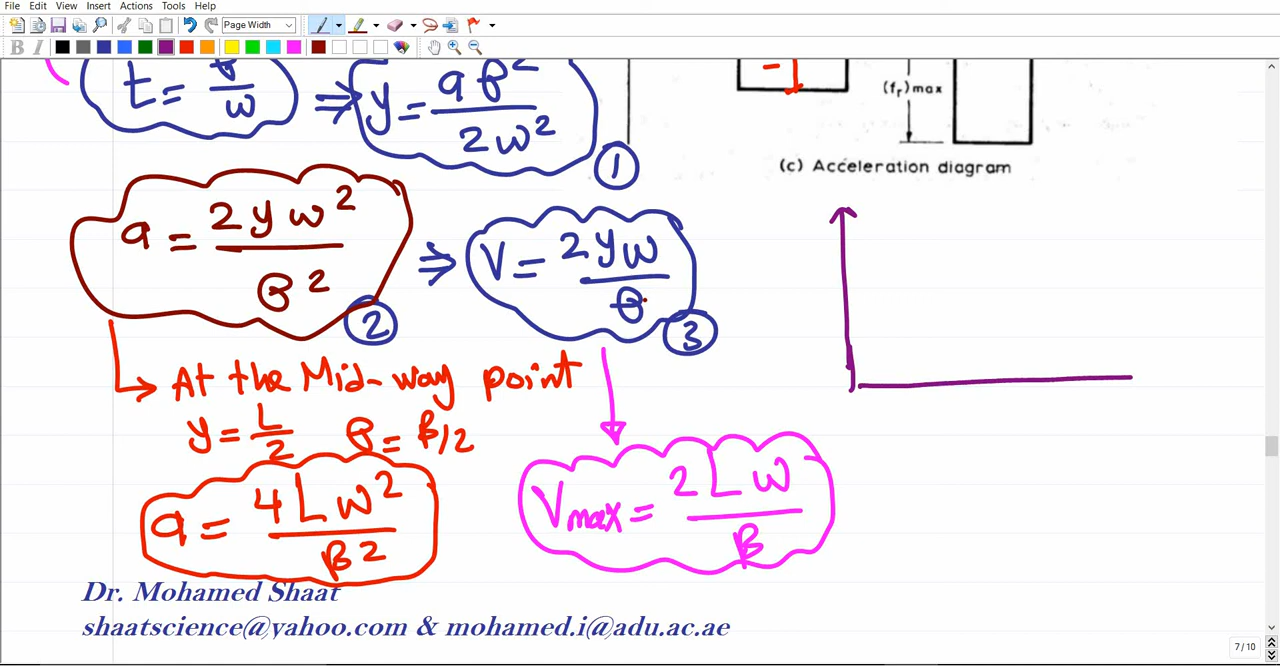 File Edit View Insert Actions Tools Help
Page Width
B I
t = θ/ω ⇒ y = aθ²/2ω² ①
(fr)max
(c) Acceleration diagram
a = 2yω²/θ² ② ⇒ V = 2yω/θ ③
At the Mid-way point
y = L/2 θ = β/2
a = 4Lω²/β²
Vmax = 2Lω/β
Dr. Mohamed Shaat
shaatscience@yahoo.com & mohamed.i@adu.ac.ae
7 / 10